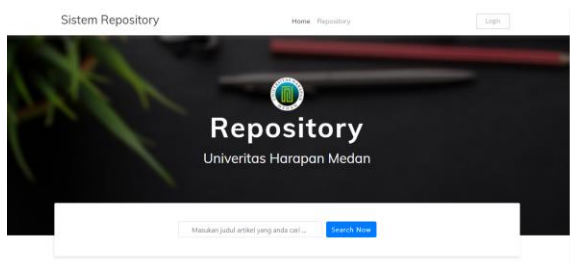 Sistem Repository
Home Repository
Login
Repository
Univeritas Harapan Medan
Masukan judul artikel yang anda cari ...
Search Now